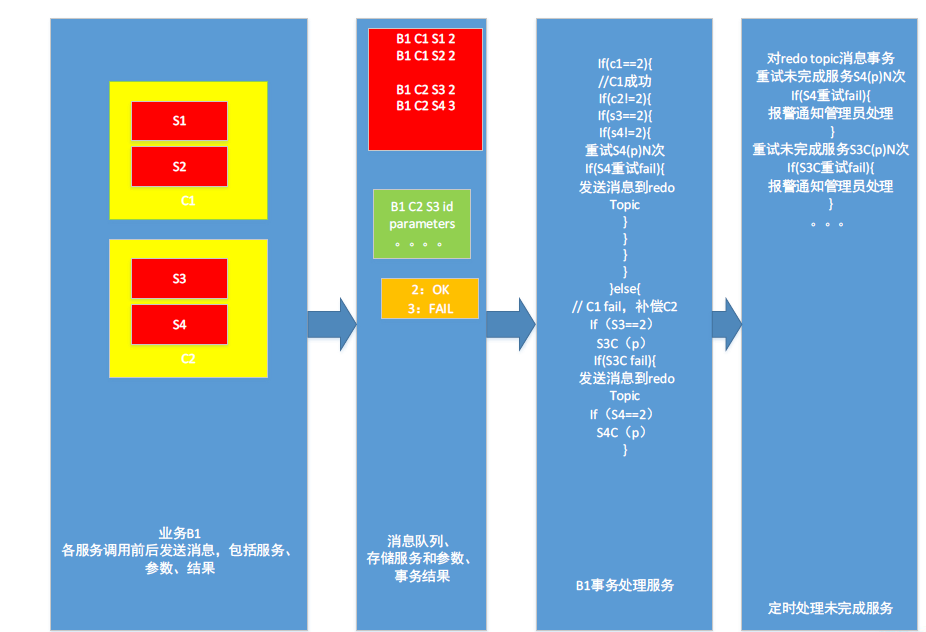 S1
S2
C1
S3
S4
C2
业务B1
各服务调用前后发送消息，包括服务、
参数、结果
B1 C1 S1 2
B1 C1 S2 2
B1 C2 S3 2
B1 C2 S4 3
B1 C2 S3 id
parameters
。。。。
2：OK
3：FAIL
消息队列、
存储服务和参数、
事务结果
If(c1==2){
//C1成功
If(c2!=2){
If(s3==2){
If(s4!=2){
重试S4(p)N次
If(S4重试fail){
发送消息到redo
Topic
}
}
}
}
}else{
// C1 fail，补偿C2
If（S3==2）
S3C（p）
If(S3C fail){
发送消息到redo
Topic
If（S4==2）
S4C（p）
}
B1事务处理服务
对redo topic消息事务
重试未完成服务S4(p)N次
If(S4重试fail){
报警通知管理员处理
}
重试未完成服务S3C(p)N次
If(S3C重试fail){
报警通知管理员处理
}
。。。
定时处理未完成服务